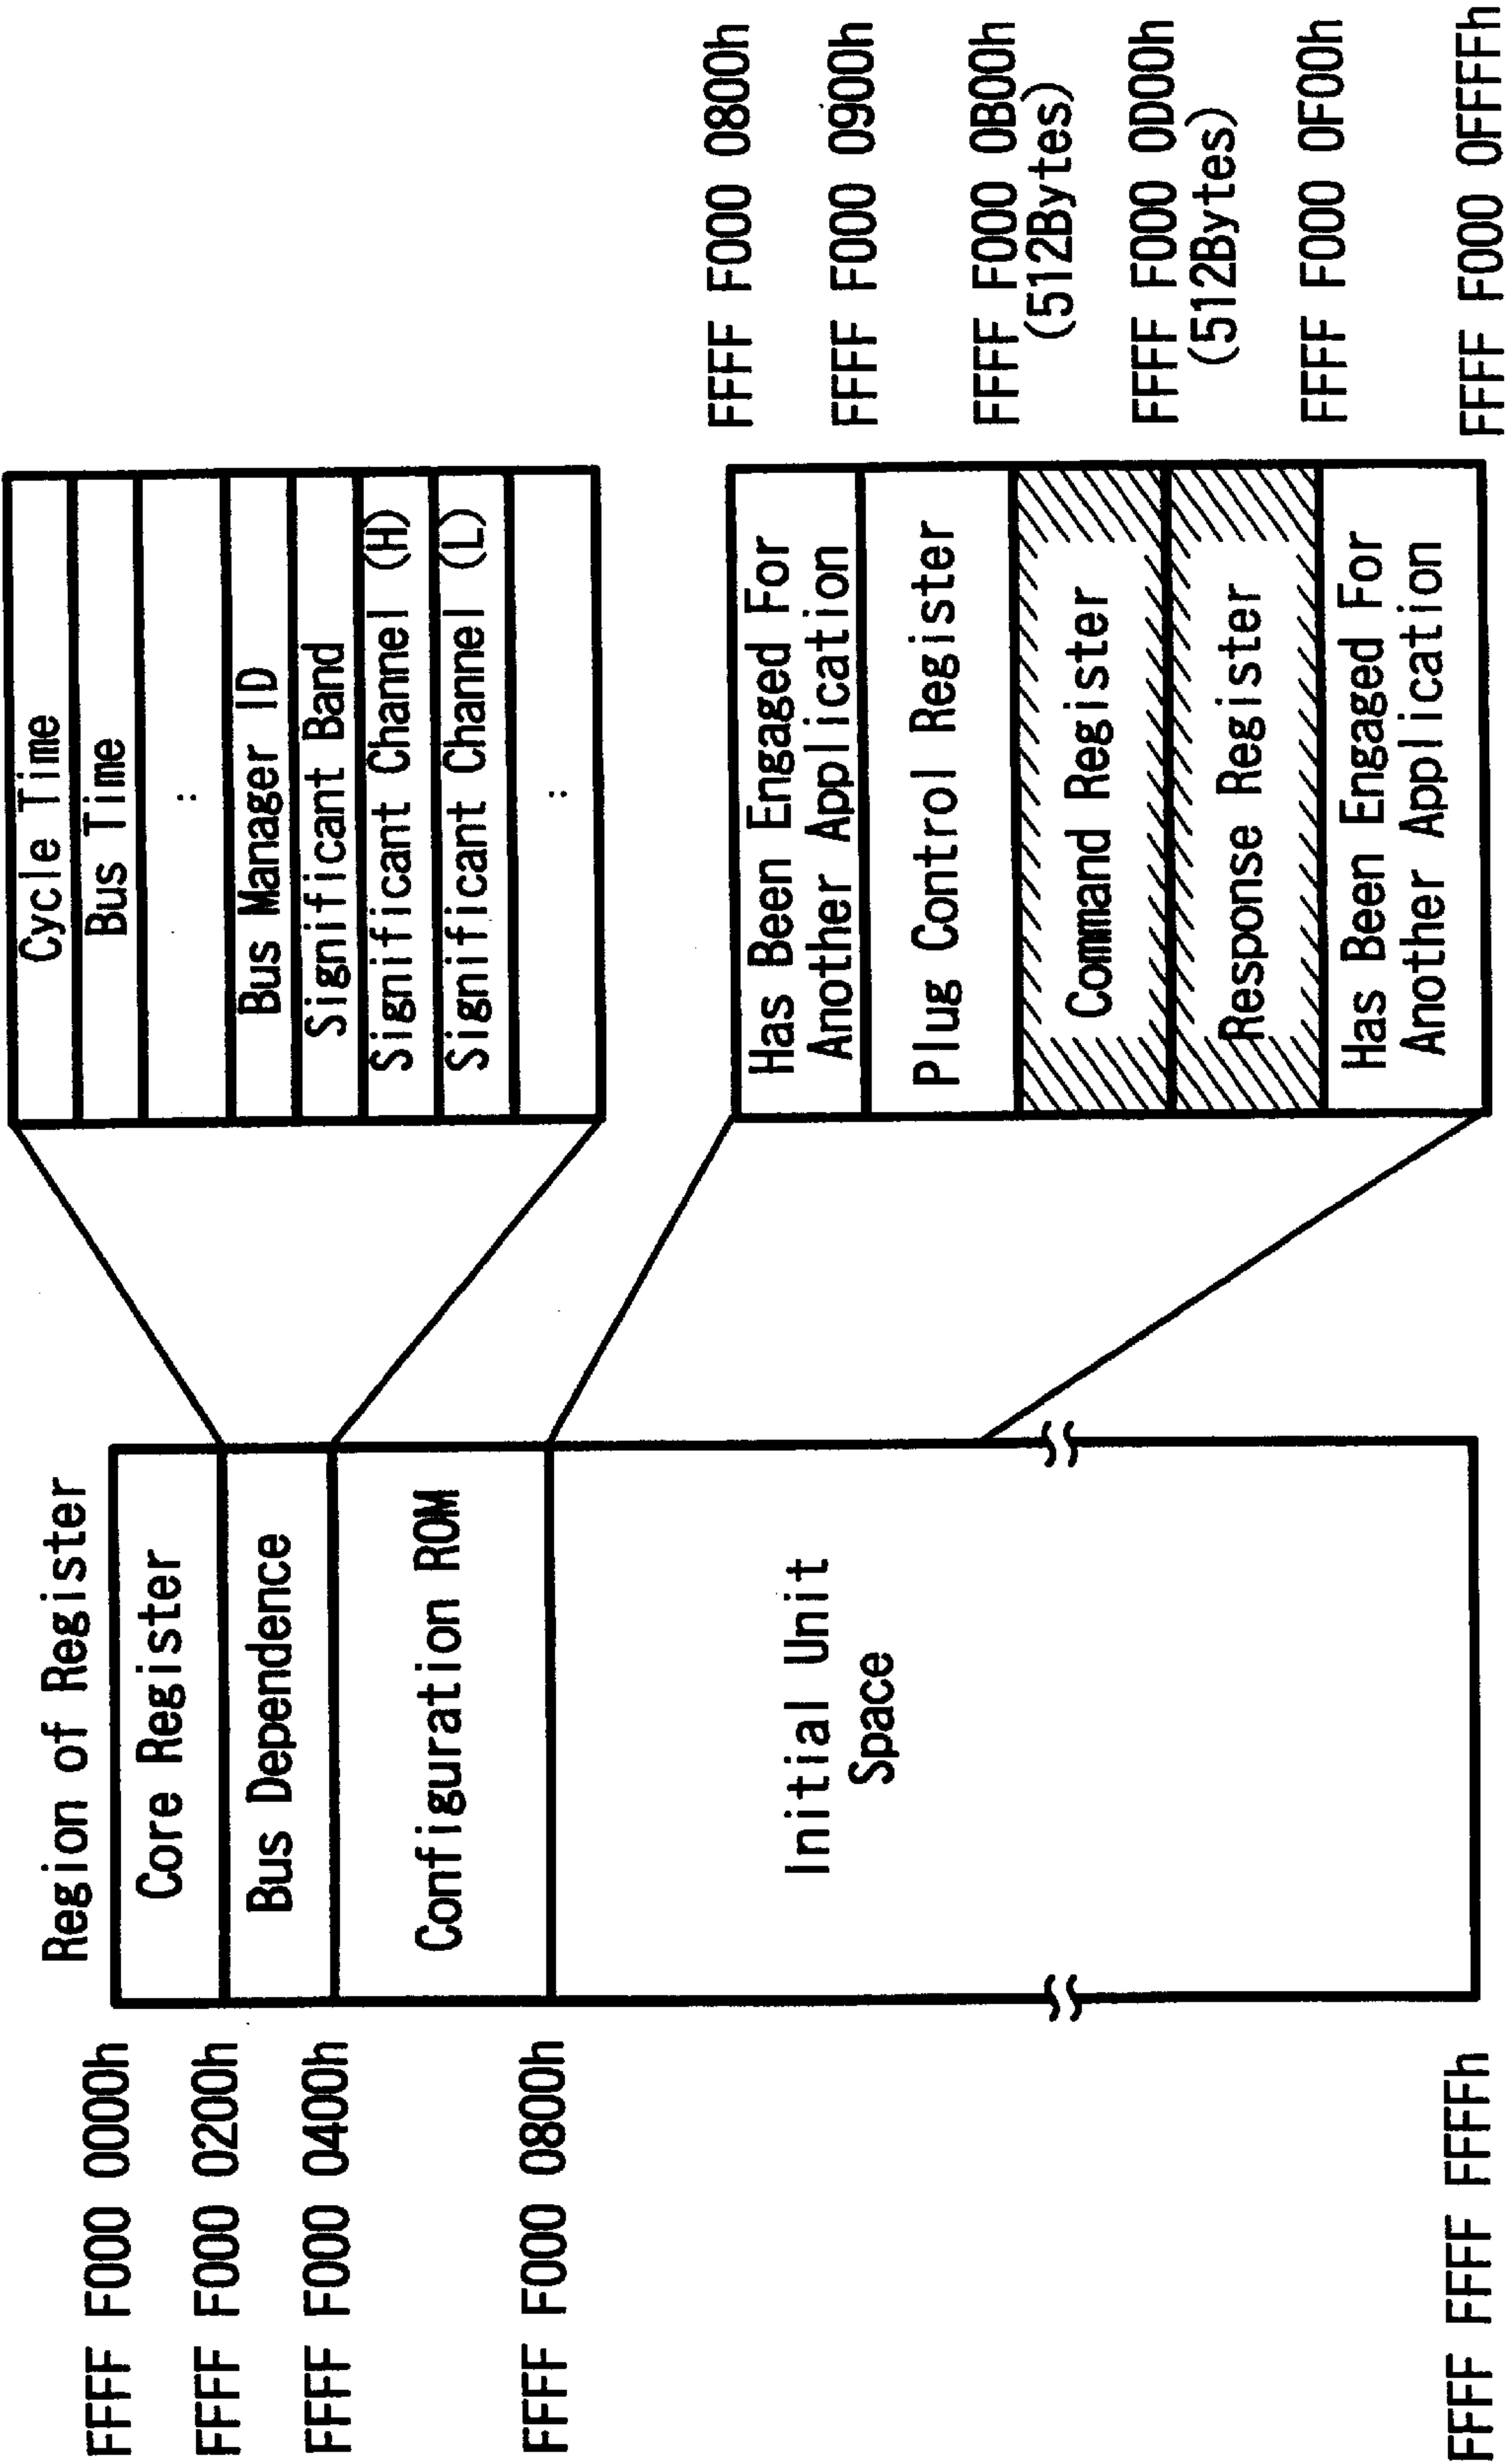 Region of Register
FFFF F000 0000h
Core Register
FFFF F000 0200h
Bus Dependence
FFFF F000 0400h
Configuration ROM
FFFF F000 0800h
Initial Unit
Space
FFFF FFFF FFFFh
Cycle Time
Bus Time
:
Bus Manager ID
Significant Band
Significant Channel (H)
Significant Channel (L)
:
FFFF F000 0800h
Has Been Engaged For
Another Application
FFFF F000 0900h
Plug Control Register
FFFF F000 0B00h
(512Bytes)
Command Register
FFFF F000 0D00h
(512Bytes)
Response Register
FFFF F000 0F00h
Has Been Engaged For
Another Application
FFFF F000 0FFFh